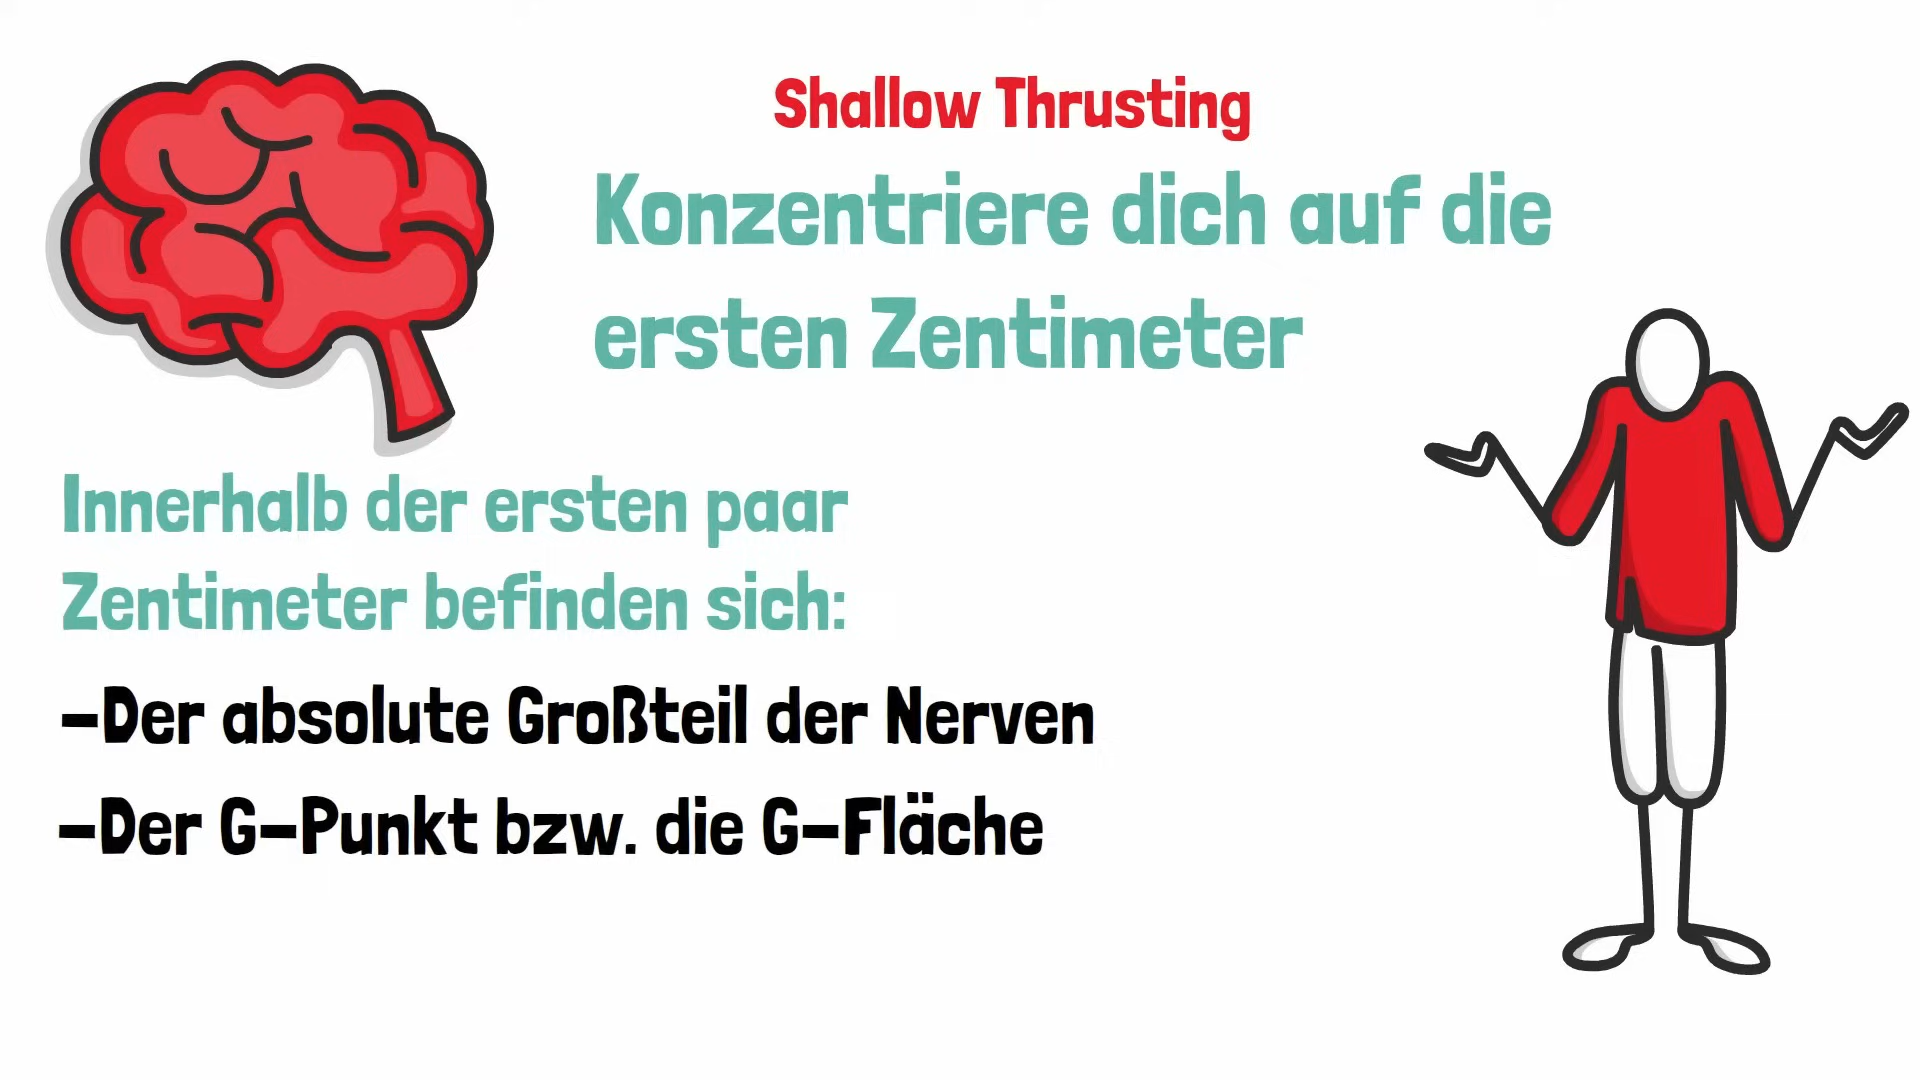 Shallow Thrusting
Konzentriere dich auf die
ersten Zentimeter
Innerhalb der ersten paar
Zentimeter befinden sich:
-Der absolute Großteil der Nerven
-Der G-Punkt bzw. die G-Fläche